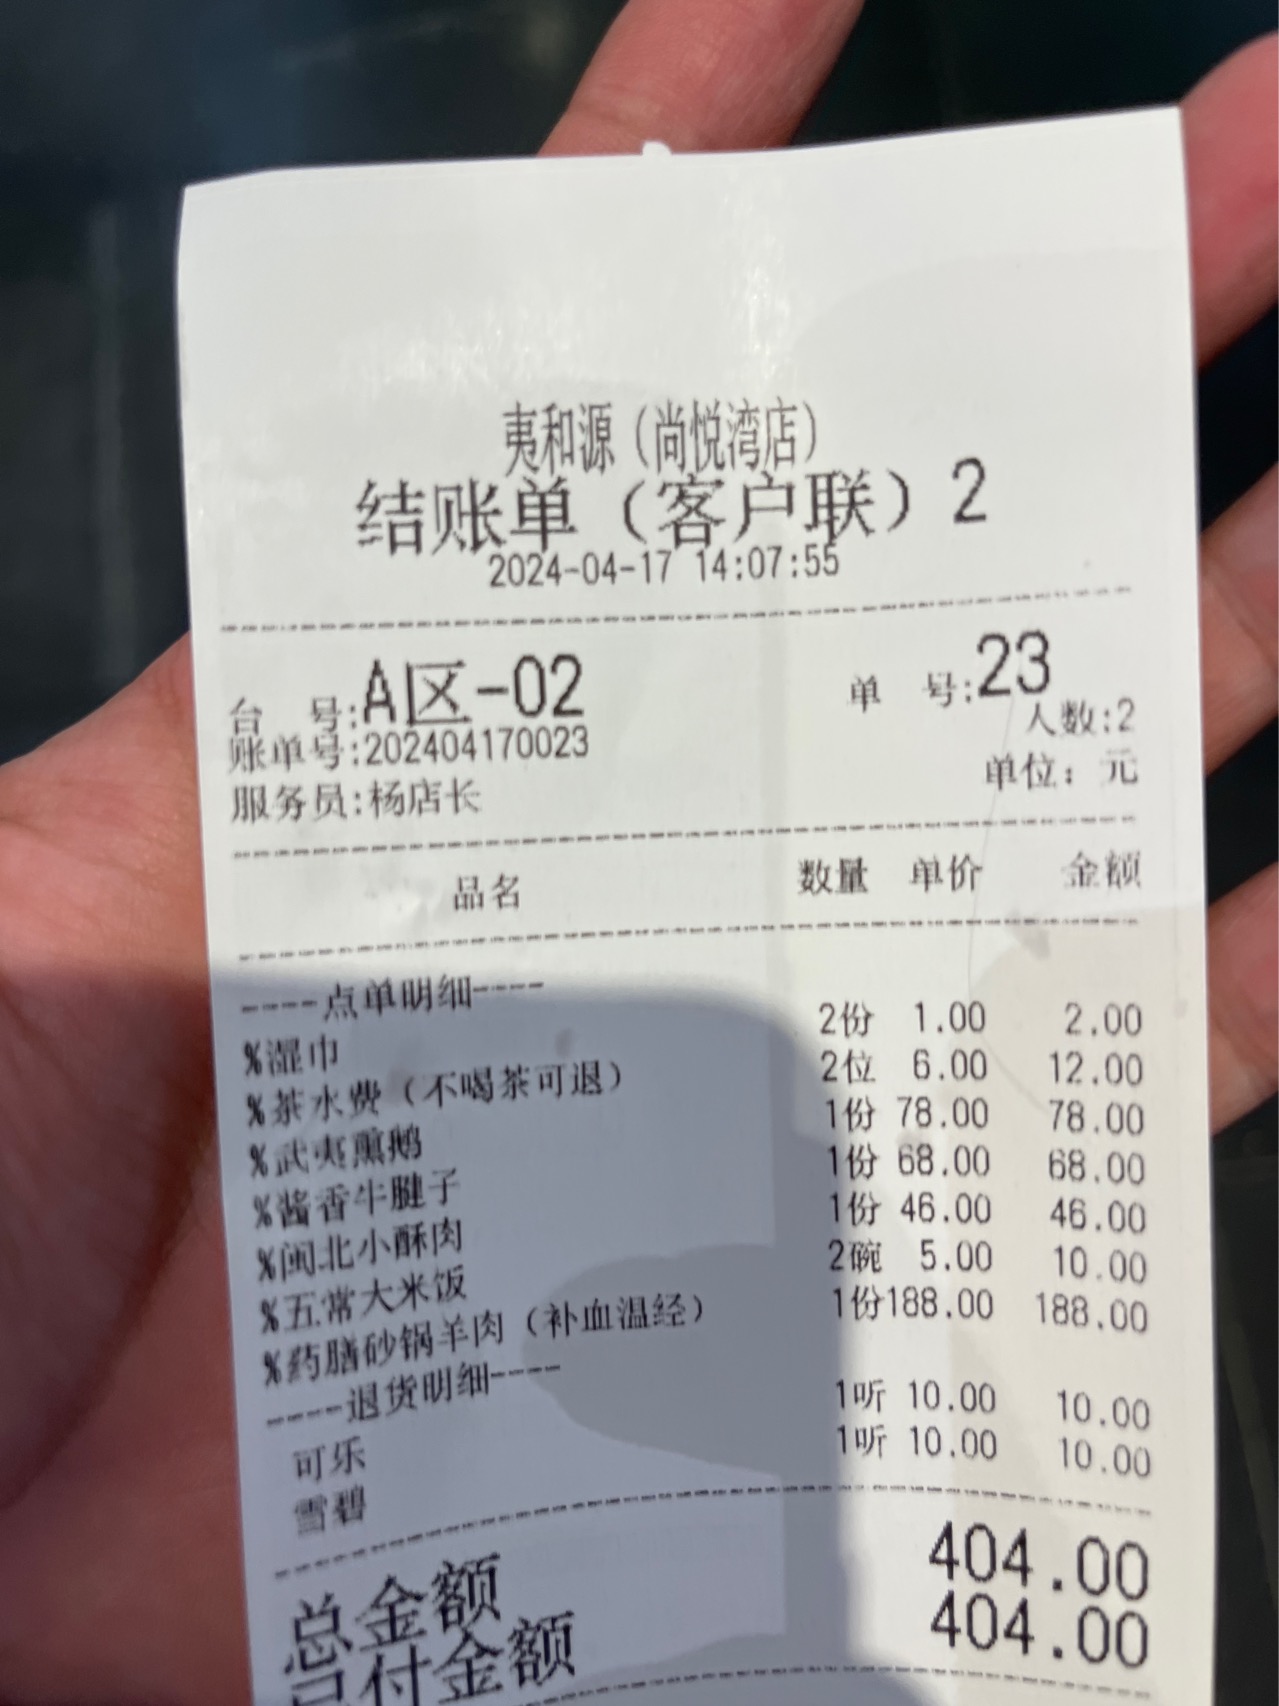 夷和源（尚悦湾店）
结账单（客户联）2
2024-04-17 14:07:55
台 号:A区-02 单 号:23
人数:2
账单号:202404170023
单位：元
服务员:杨店长
品名 数量 单价 金额
----点单明细----
%湿巾 2份 1.00 2.00
%茶水费（不喝茶可退） 2位 6.00 12.00
%武夷熏鹅 1份 78.00 78.00
%酱香牛腱子 1份 68.00 68.00
%闽北小酥肉 1份 46.00 46.00
%五常大米饭 2碗 5.00 10.00
%药膳砂锅羊肉（补血温经） 1份 188.00 188.00
----退货明细----
可乐 1听 10.00 10.00
雪碧 1听 10.00 10.00
总金额 404.00
已付金额 404.00